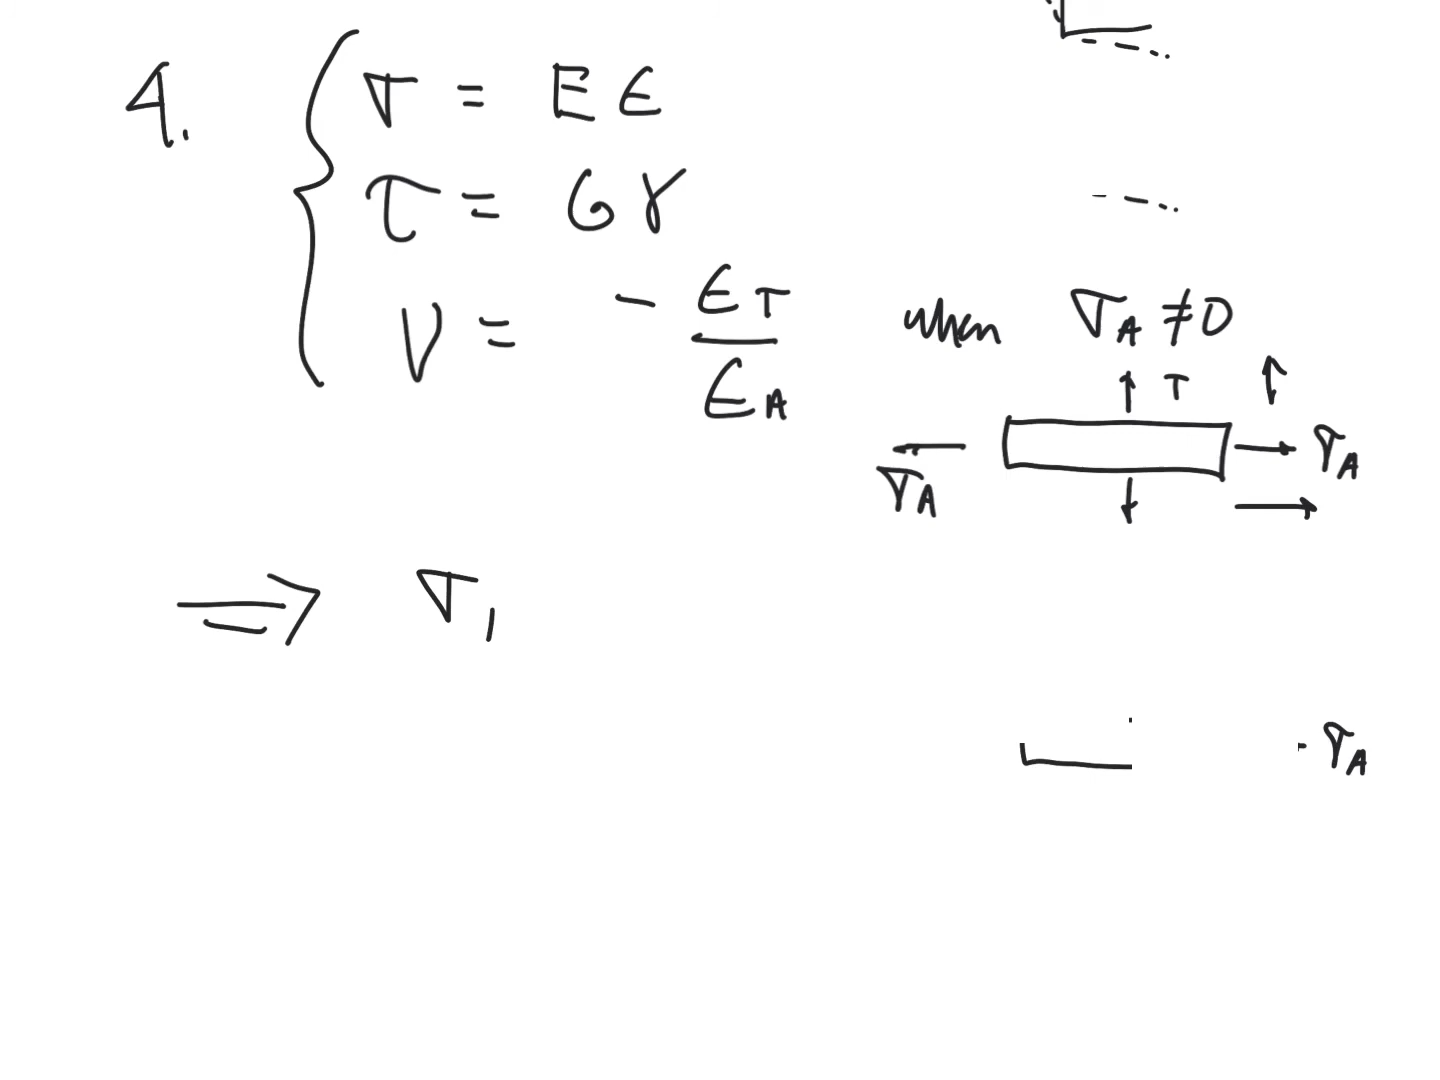 4. { σ = E ε
τ = G γ
ν = - ε_T / ε_A when σ_A ≠ 0
T
σ_A σ_A
⇒ σ_1
σ_A